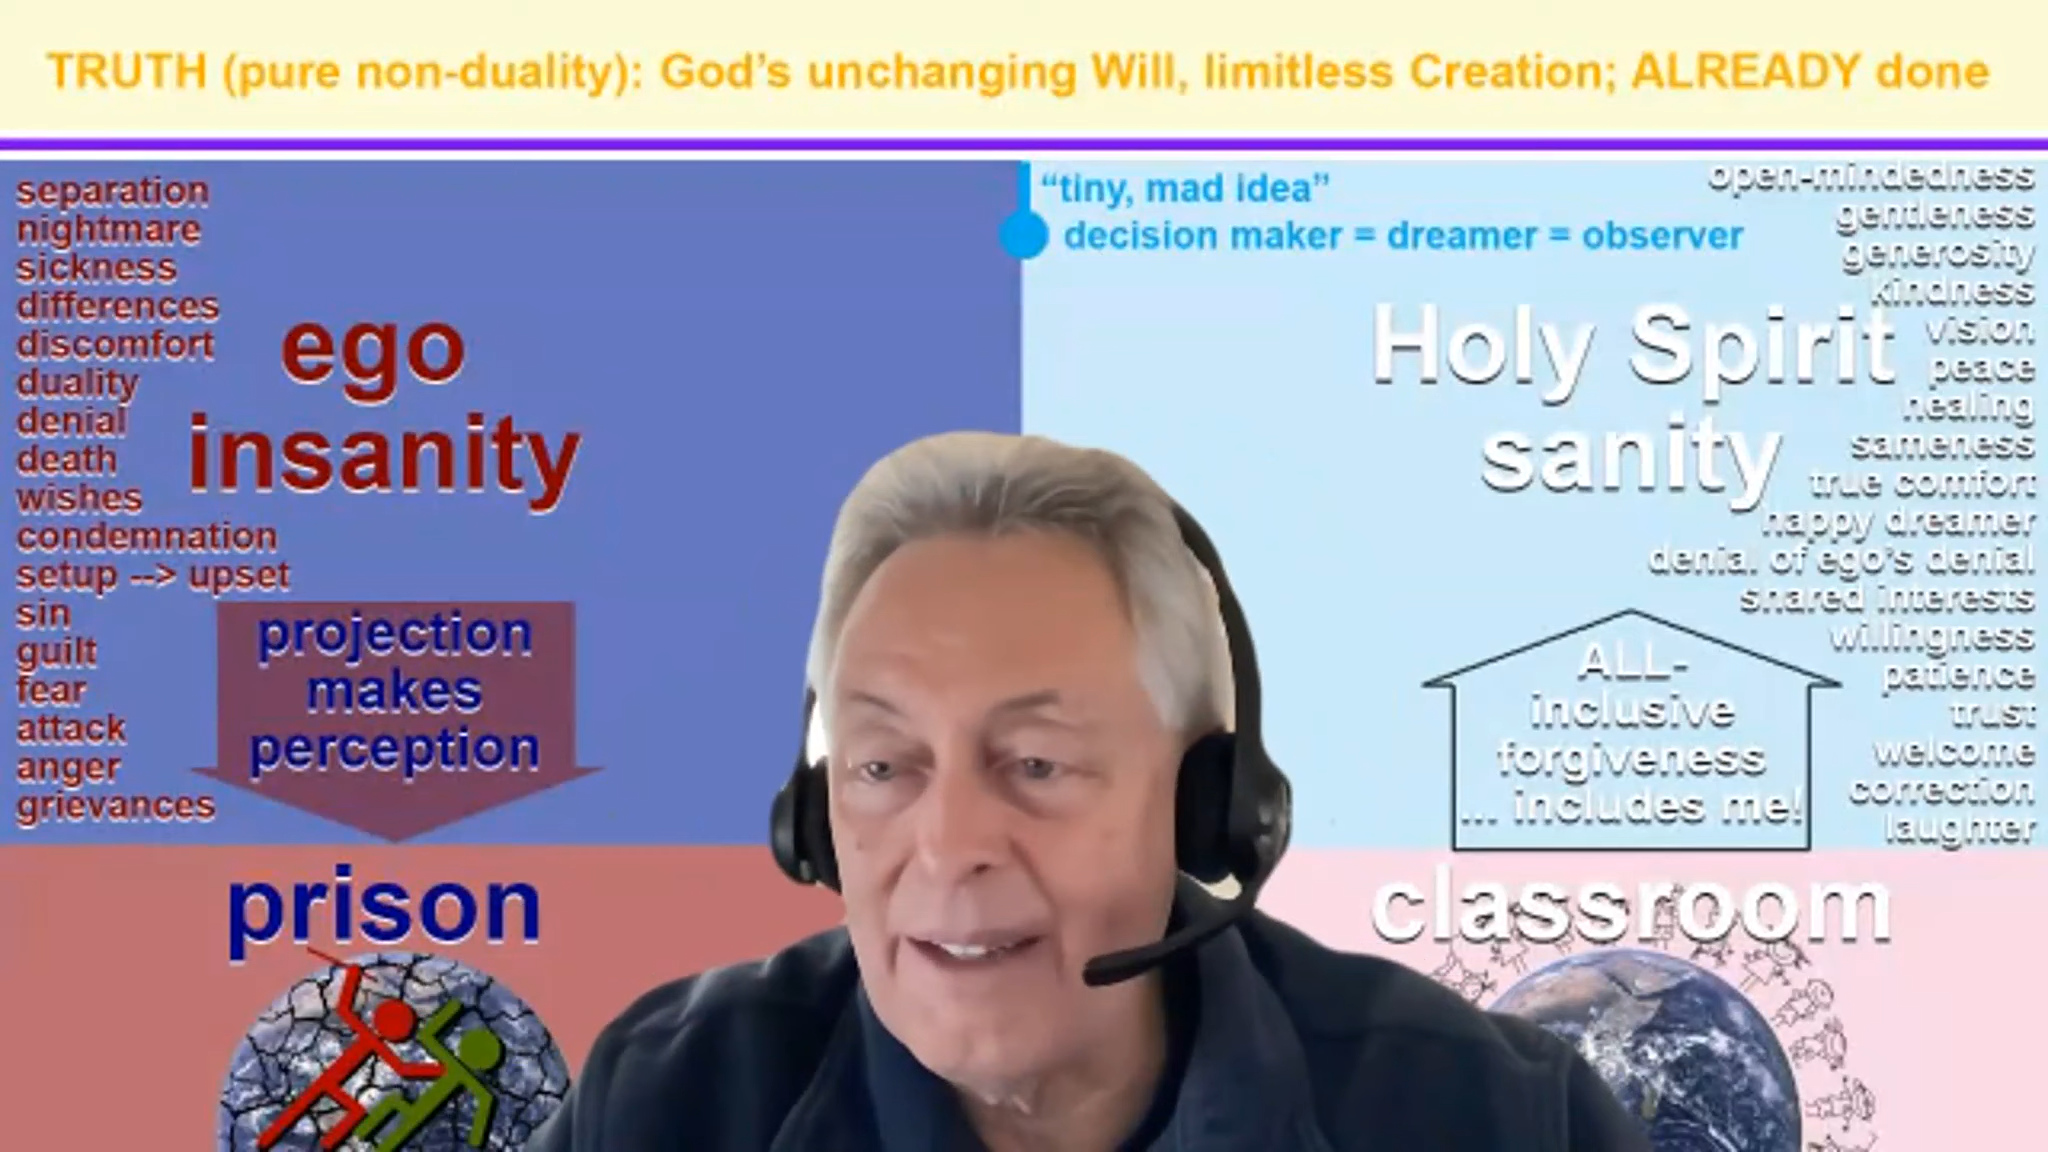 TRUTH (pure non-duality): God's unchanging Will, limitless Creation; ALREADY done
"tiny, mad idea"
decision maker = dreamer = observer
separation
nightmare
sickness
differences
discomfort
duality
denial
death
wishes
condemnation
setup --> upset
sin
guilt
fear
attack
anger
grievances
ego
insanity
projection
makes
perception
prison
Holy Spirit
sanity
open-mindedness
gentleness
generosity
kindness
vision
peace
healing
sameness
true comfort
happy dreamer
denial of ego's denial
shared interests
willingness
patience
trust
welcome
correction
laughter
ALL-
inclusive
forgiveness
... includes me!
classroom